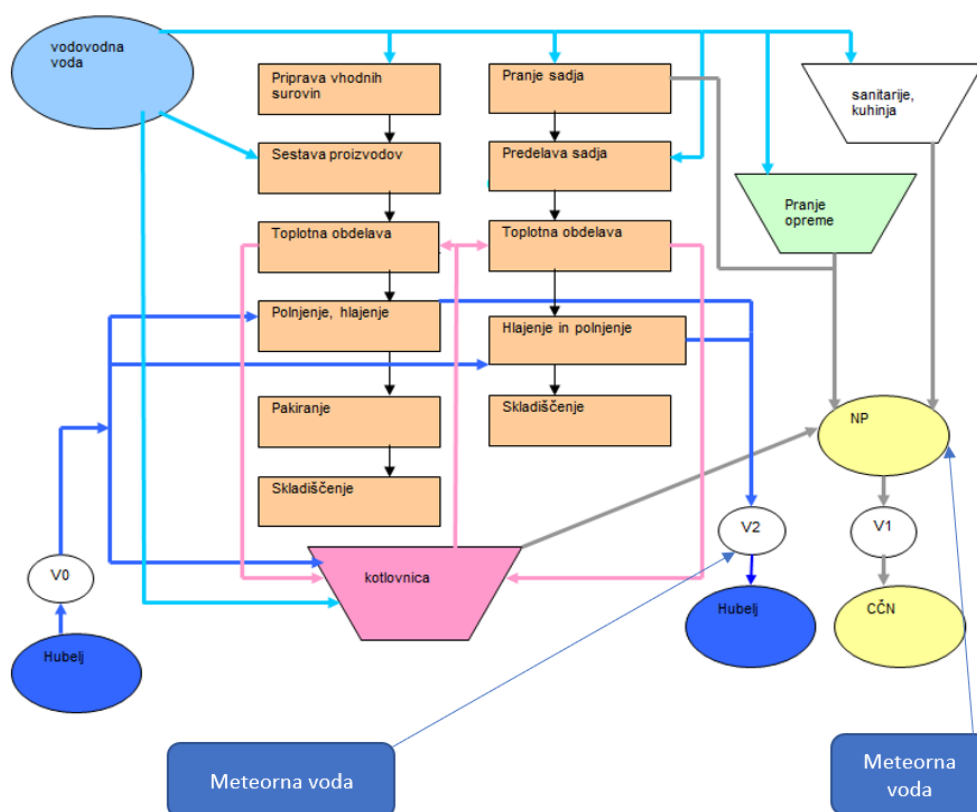 vodovodna
voda
Priprava vhodnih
surovin
Pranje sadja
sanitarije,
kuhinja
Sestava proizvodov
Predelava sadja
Pranje
opreme
Toplotna obdelava
Toplotna obdelava
Polnjenje, hlajenje
Hlajenje in polnjenje
Pakiranje
Skladiščenje
NP
Skladiščenje
V2
V1
V0
kotlovnica
Hubelj
CČN
Hubelj
Meteorna voda
Meteorna
voda